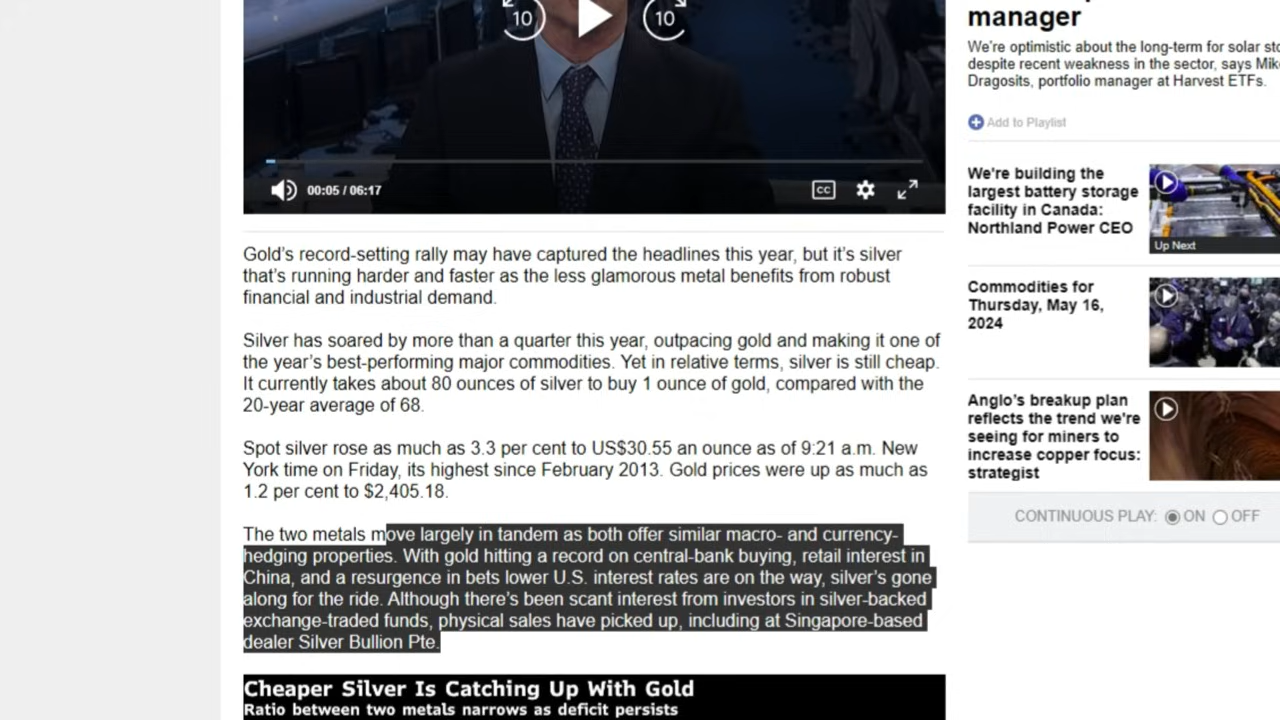 10
10
00:05 / 06:17
CC
Gold's record-setting rally may have captured the headlines this year, but it's silver
that's running harder and faster as the less glamorous metal benefits from robust
financial and industrial demand.
Silver has soared by more than a quarter this year, outpacing gold and making it one of
the year's best-performing major commodities. Yet in relative terms, silver is still cheap.
It currently takes about 80 ounces of silver to buy 1 ounce of gold, compared with the
20-year average of 68.
Spot silver rose as much as 3.3 per cent to US$30.55 an ounce as of 9:21 a.m. New
York time on Friday, its highest since February 2013. Gold prices were up as much as
1.2 per cent to $2,405.18.
The two metals move largely in tandem as both offer similar macro- and currency-
hedging properties. With gold hitting a record on central-bank buying, retail interest in
China, and a resurgence in bets lower U.S. interest rates are on the way, silver's gone
along for the ride. Although there's been scant interest from investors in silver-backed
exchange-traded funds, physical sales have picked up, including at Singapore-based
dealer Silver Bullion Pte.
Cheaper Silver Is Catching Up With Gold
Ratio between two metals narrows as deficit persists
manager
We're optimistic about the long-term for solar
despite recent weakness in the sector, says
Dragosits, portfolio manager at Harvest ETFs.
Add to Playlist
We're building the
largest battery storage
facility in Canada:
Northland Power CEO
Up Next
Commodities for
Thursday, May 16,
2024
Anglo's breakup plan
reflects the trend we're
seeing for miners to
increase copper focus:
strategist
CONTINUOUS PLAY: ON OFF